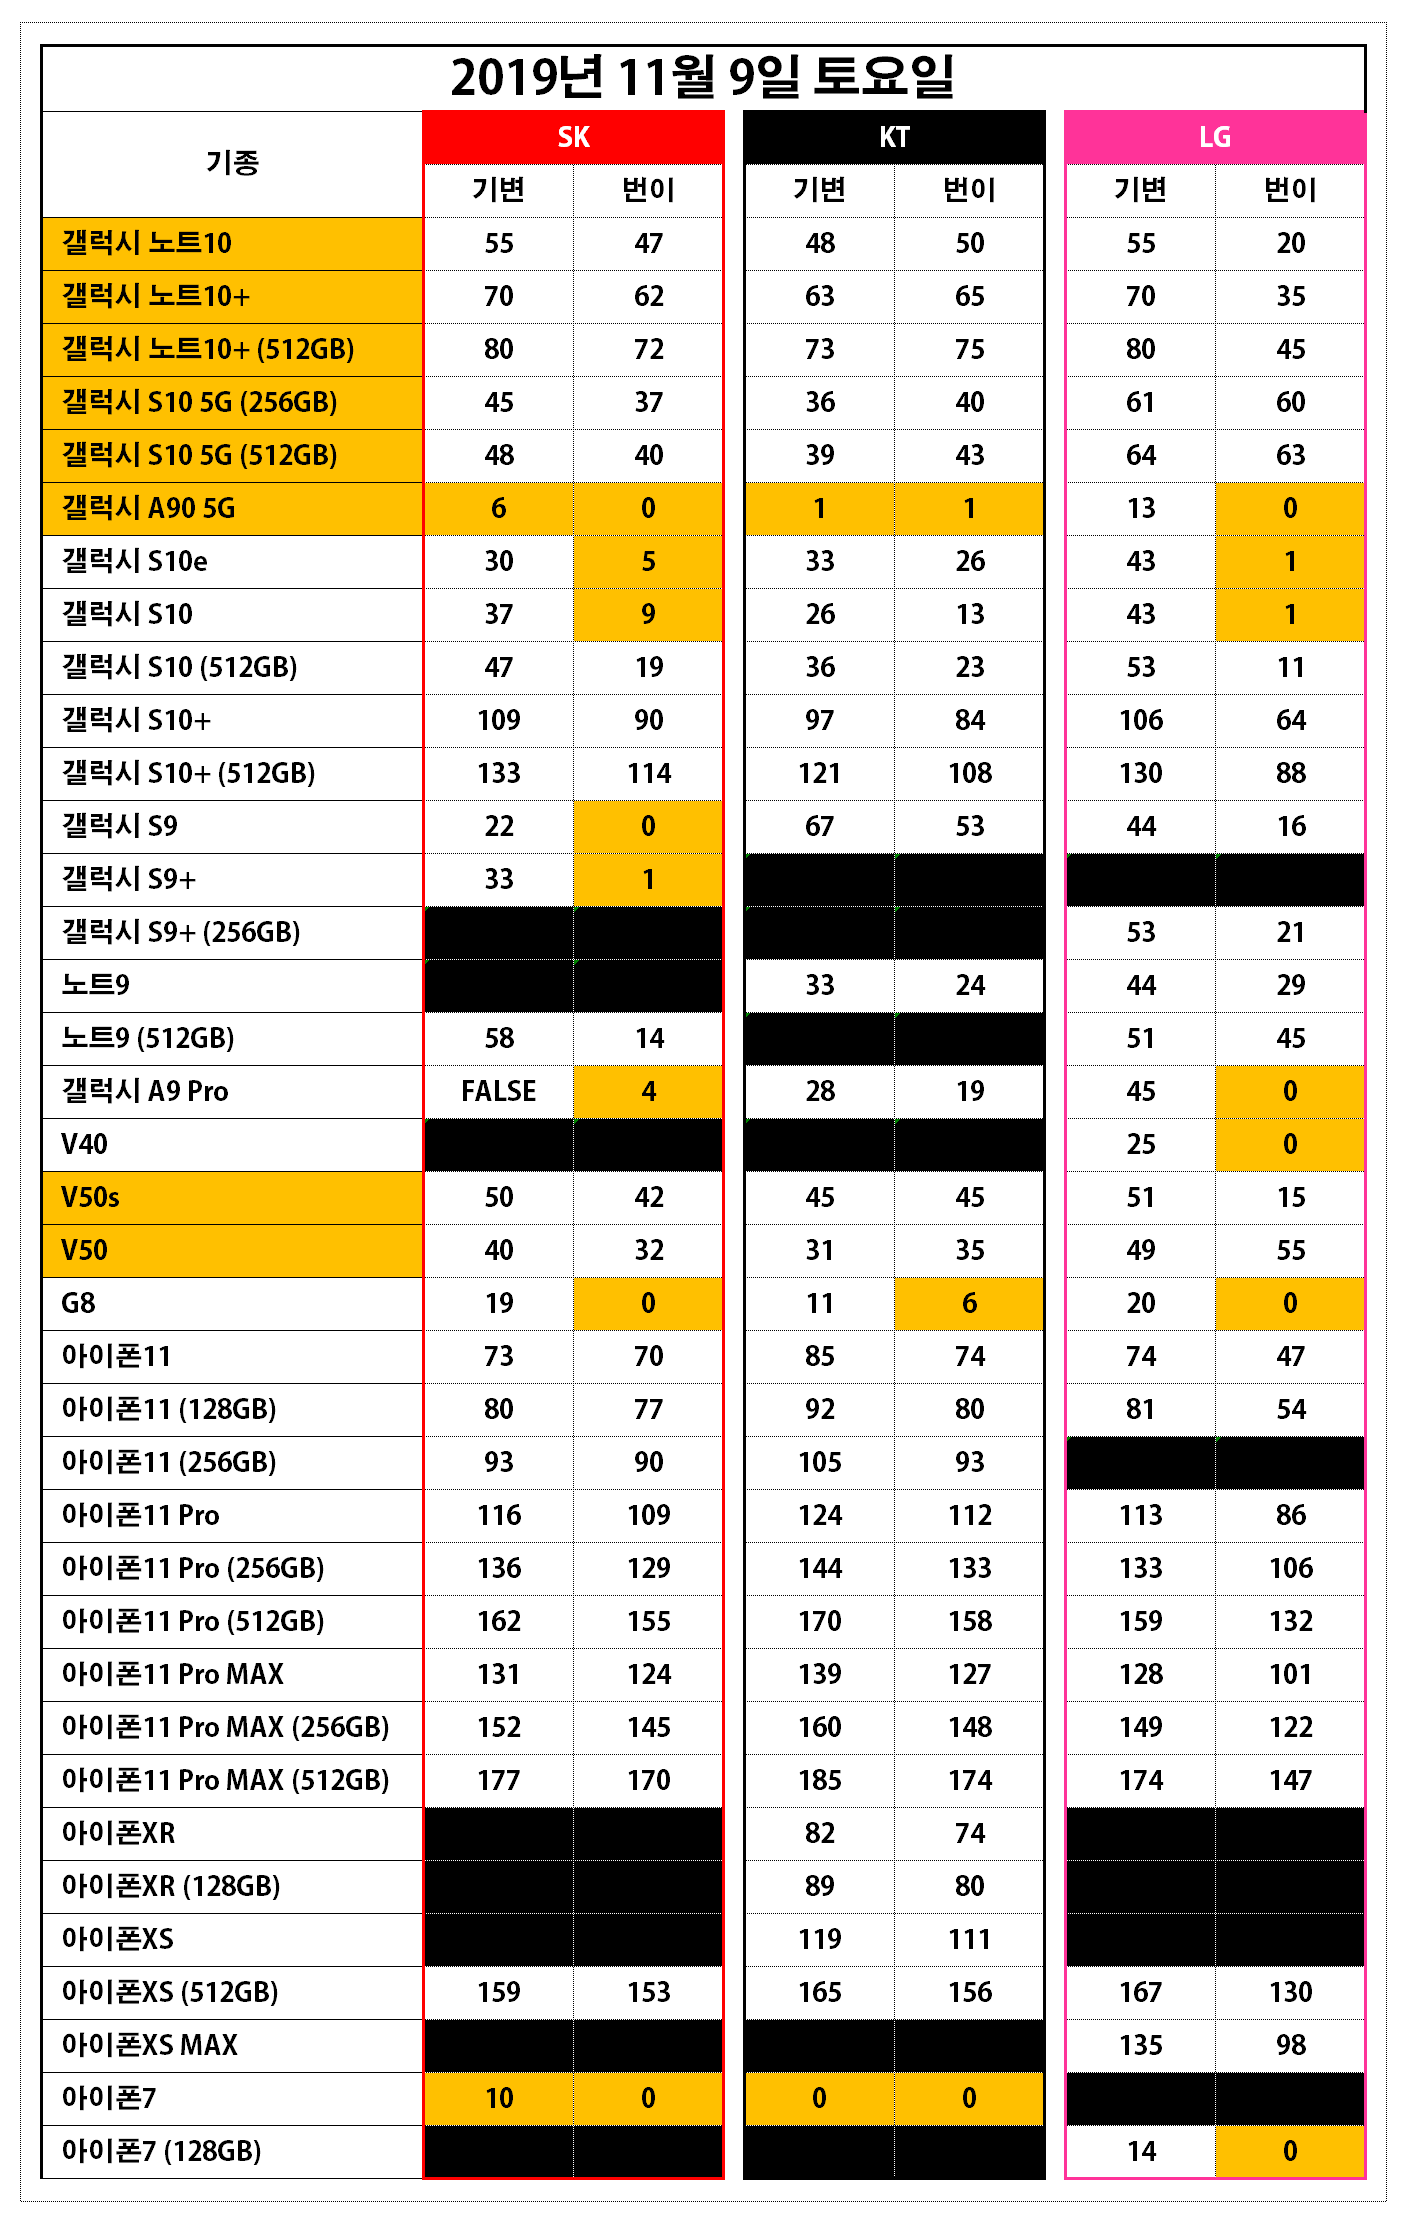 2019년 11월 9일 토요일
기종 SK KT LG
기변 번이 기변 번이 기변 번이
갤럭시 노트10 55 47 48 50 55 20
갤럭시 노트10+ 70 62 63 65 70 35
갤럭시 노트10+ (512GB) 80 72 73 75 80 45
갤럭시 S10 5G (256GB) 45 37 36 40 61 60
갤럭시 S10 5G (512GB) 48 40 39 43 64 63
갤럭시 A90 5G 6 0 1 1 13 0
갤럭시 S10e 30 5 33 26 43 1
갤럭시 S10 37 9 26 13 43 1
갤럭시 S10 (512GB) 47 19 36 23 53 11
갤럭시 S10+ 109 90 97 84 106 64
갤럭시 S10+ (512GB) 133 114 121 108 130 88
갤럭시 S9 22 0 67 53 44 16
갤럭시 S9+ 33 1
갤럭시 S9+ (256GB) 53 21
노트9 33 24 44 29
노트9 (512GB) 58 14 51 45
갤럭시 A9 Pro FALSE 4 28 19 45 0
V40 25 0
V50s 50 42 45 45 51 15
V50 40 32 31 35 49 55
G8 19 0 11 6 20 0
아이폰11 73 70 85 74 74 47
아이폰11 (128GB) 80 77 92 80 81 54
아이폰11 (256GB) 93 90 105 93
아이폰11 Pro 116 109 124 112 113 86
아이폰11 Pro (256GB) 136 129 144 133 133 106
아이폰11 Pro (512GB) 162 155 170 158 159 132
아이폰11 Pro MAX 131 124 139 127 128 101
아이폰11 Pro MAX (256GB) 152 145 160 148 149 122
아이폰11 Pro MAX (512GB) 177 170 185 174 174 147
아이폰XR 82 74
아이폰XR (128GB) 89 80
아이폰XS 119 111
아이폰XS (512GB) 159 153 165 156 167 130
아이폰XS MAX 135 98
아이폰7 10 0 0 0
아이폰7 (128GB) 14 0